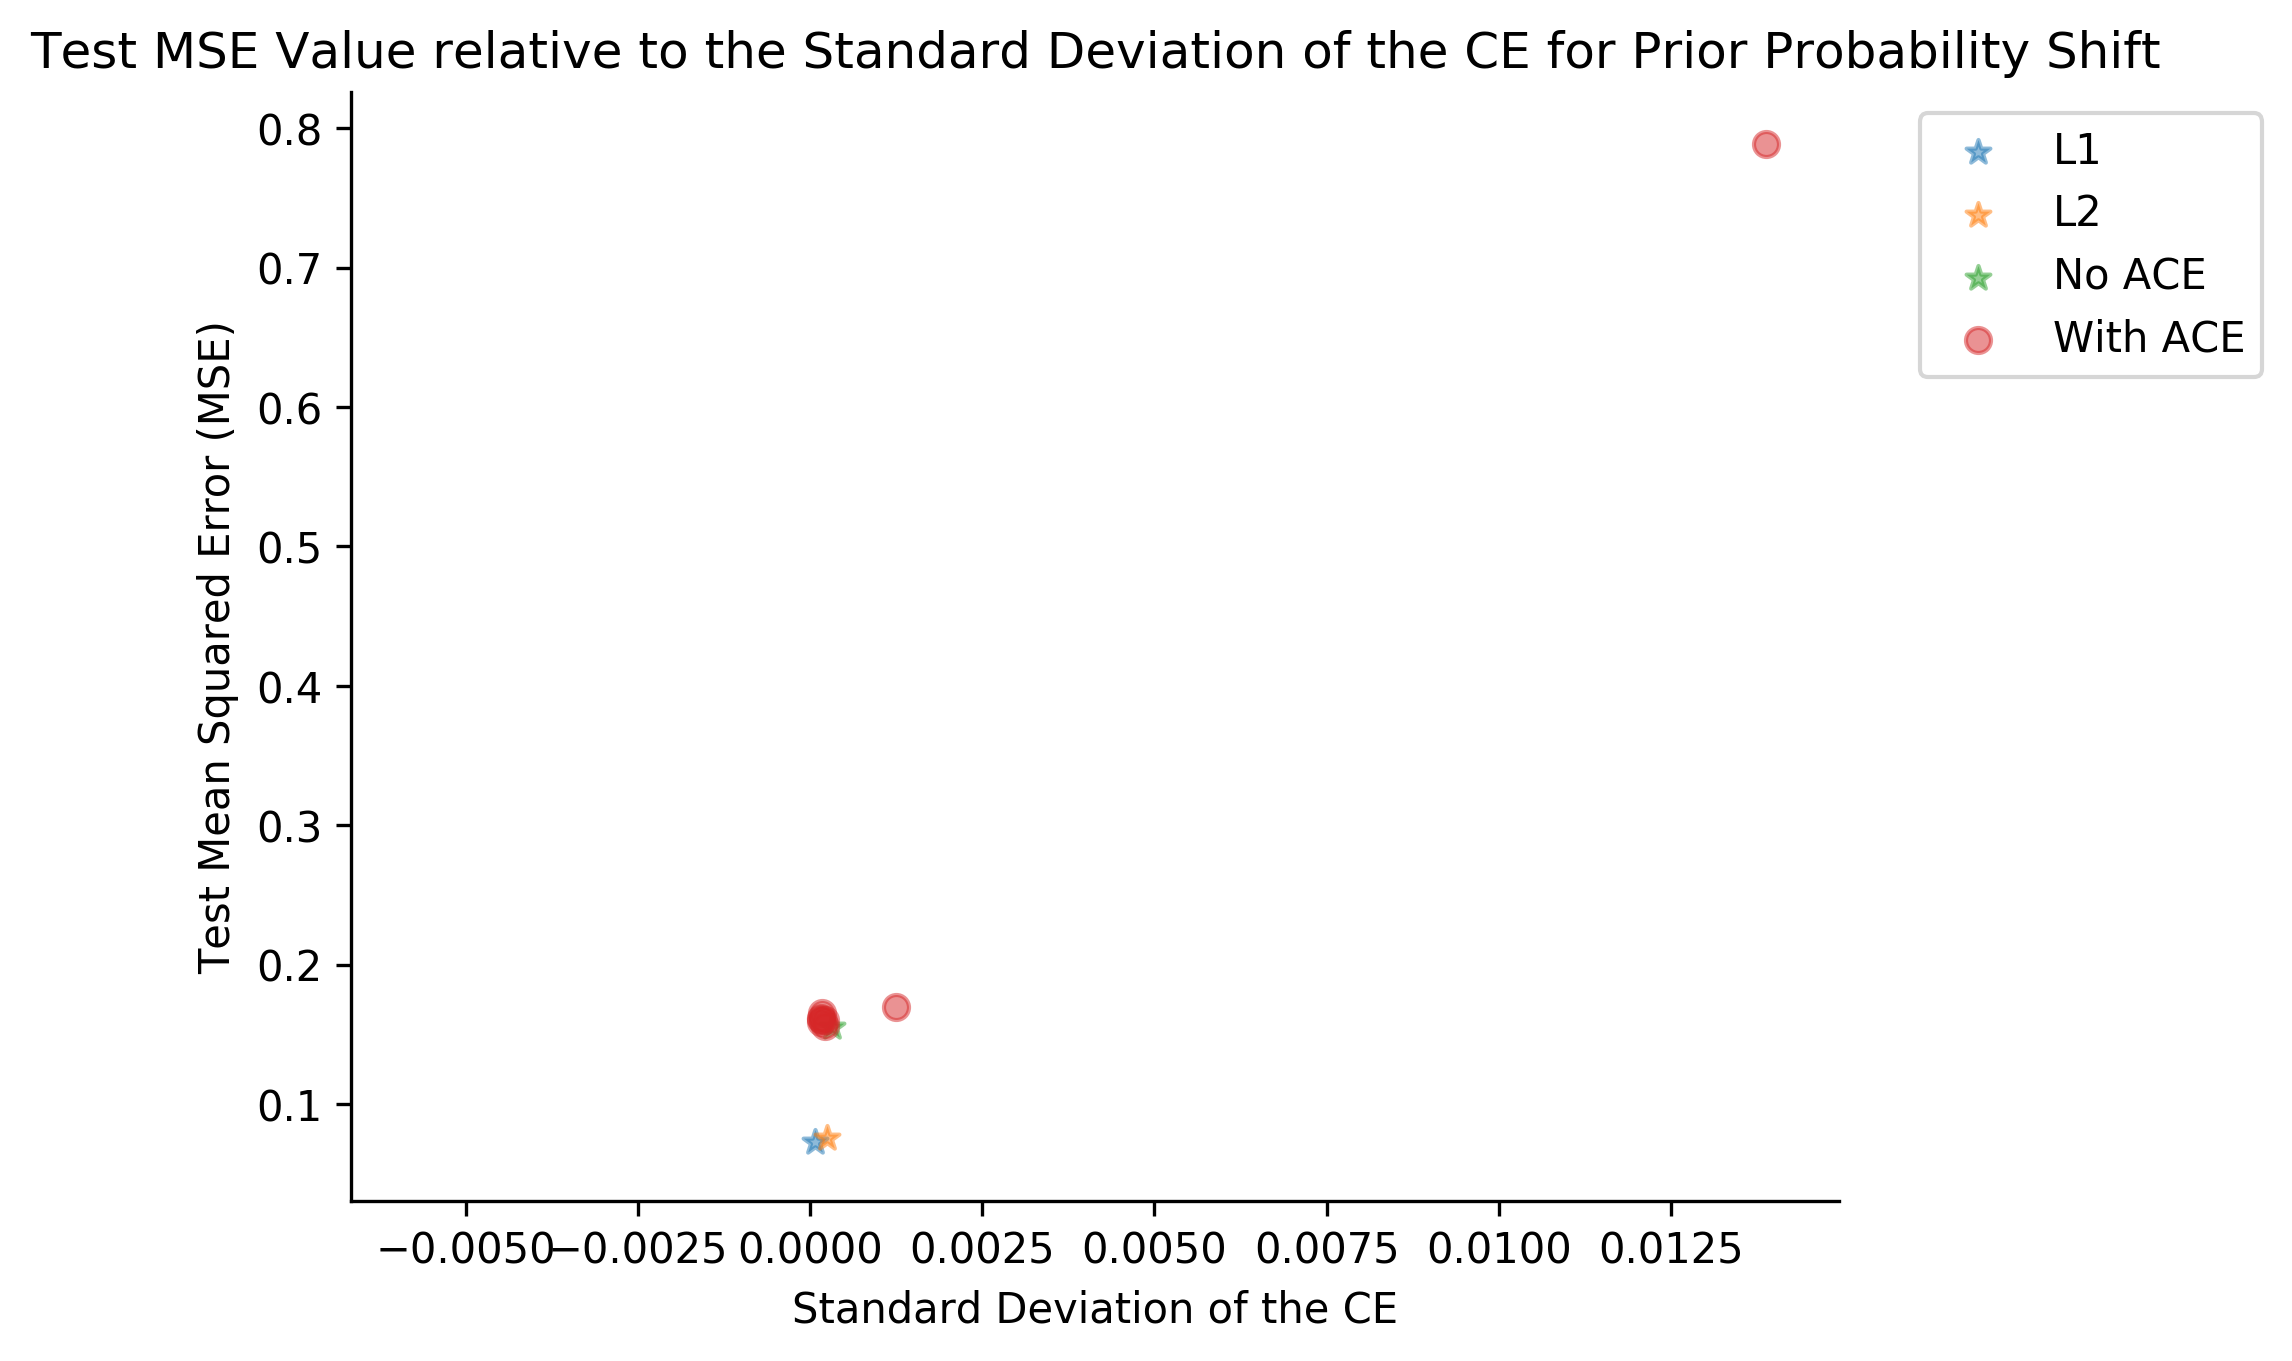 Test MSE Value relative to the Standard Deviation of the CE for Prior Probability Shift
L1
L2
No ACE
With ACE
Test Mean Squared Error (MSE)
0.8
0.7
0.6
0.5
0.4
0.3
0.2
0.1
−0.0050 −0.0025 0.0000 0.0025 0.0050 0.0075 0.0100 0.0125
Standard Deviation of the CE